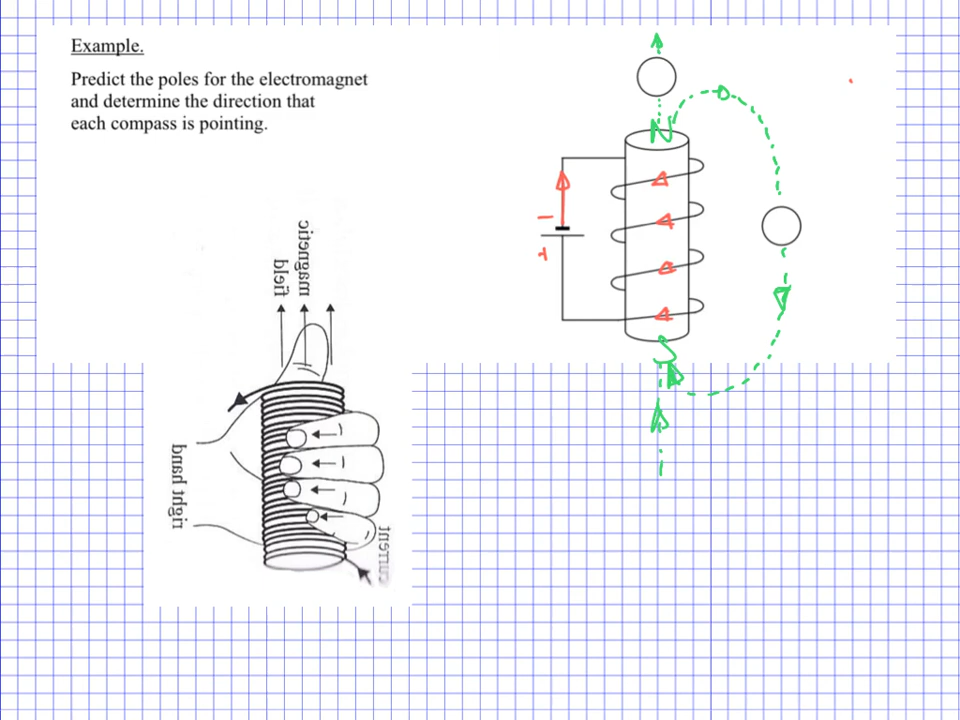 Example.
Predict the poles for the electromagnet
and determine the direction that
each compass is pointing.
N
−
+
S
magnetic
field
right hand
current